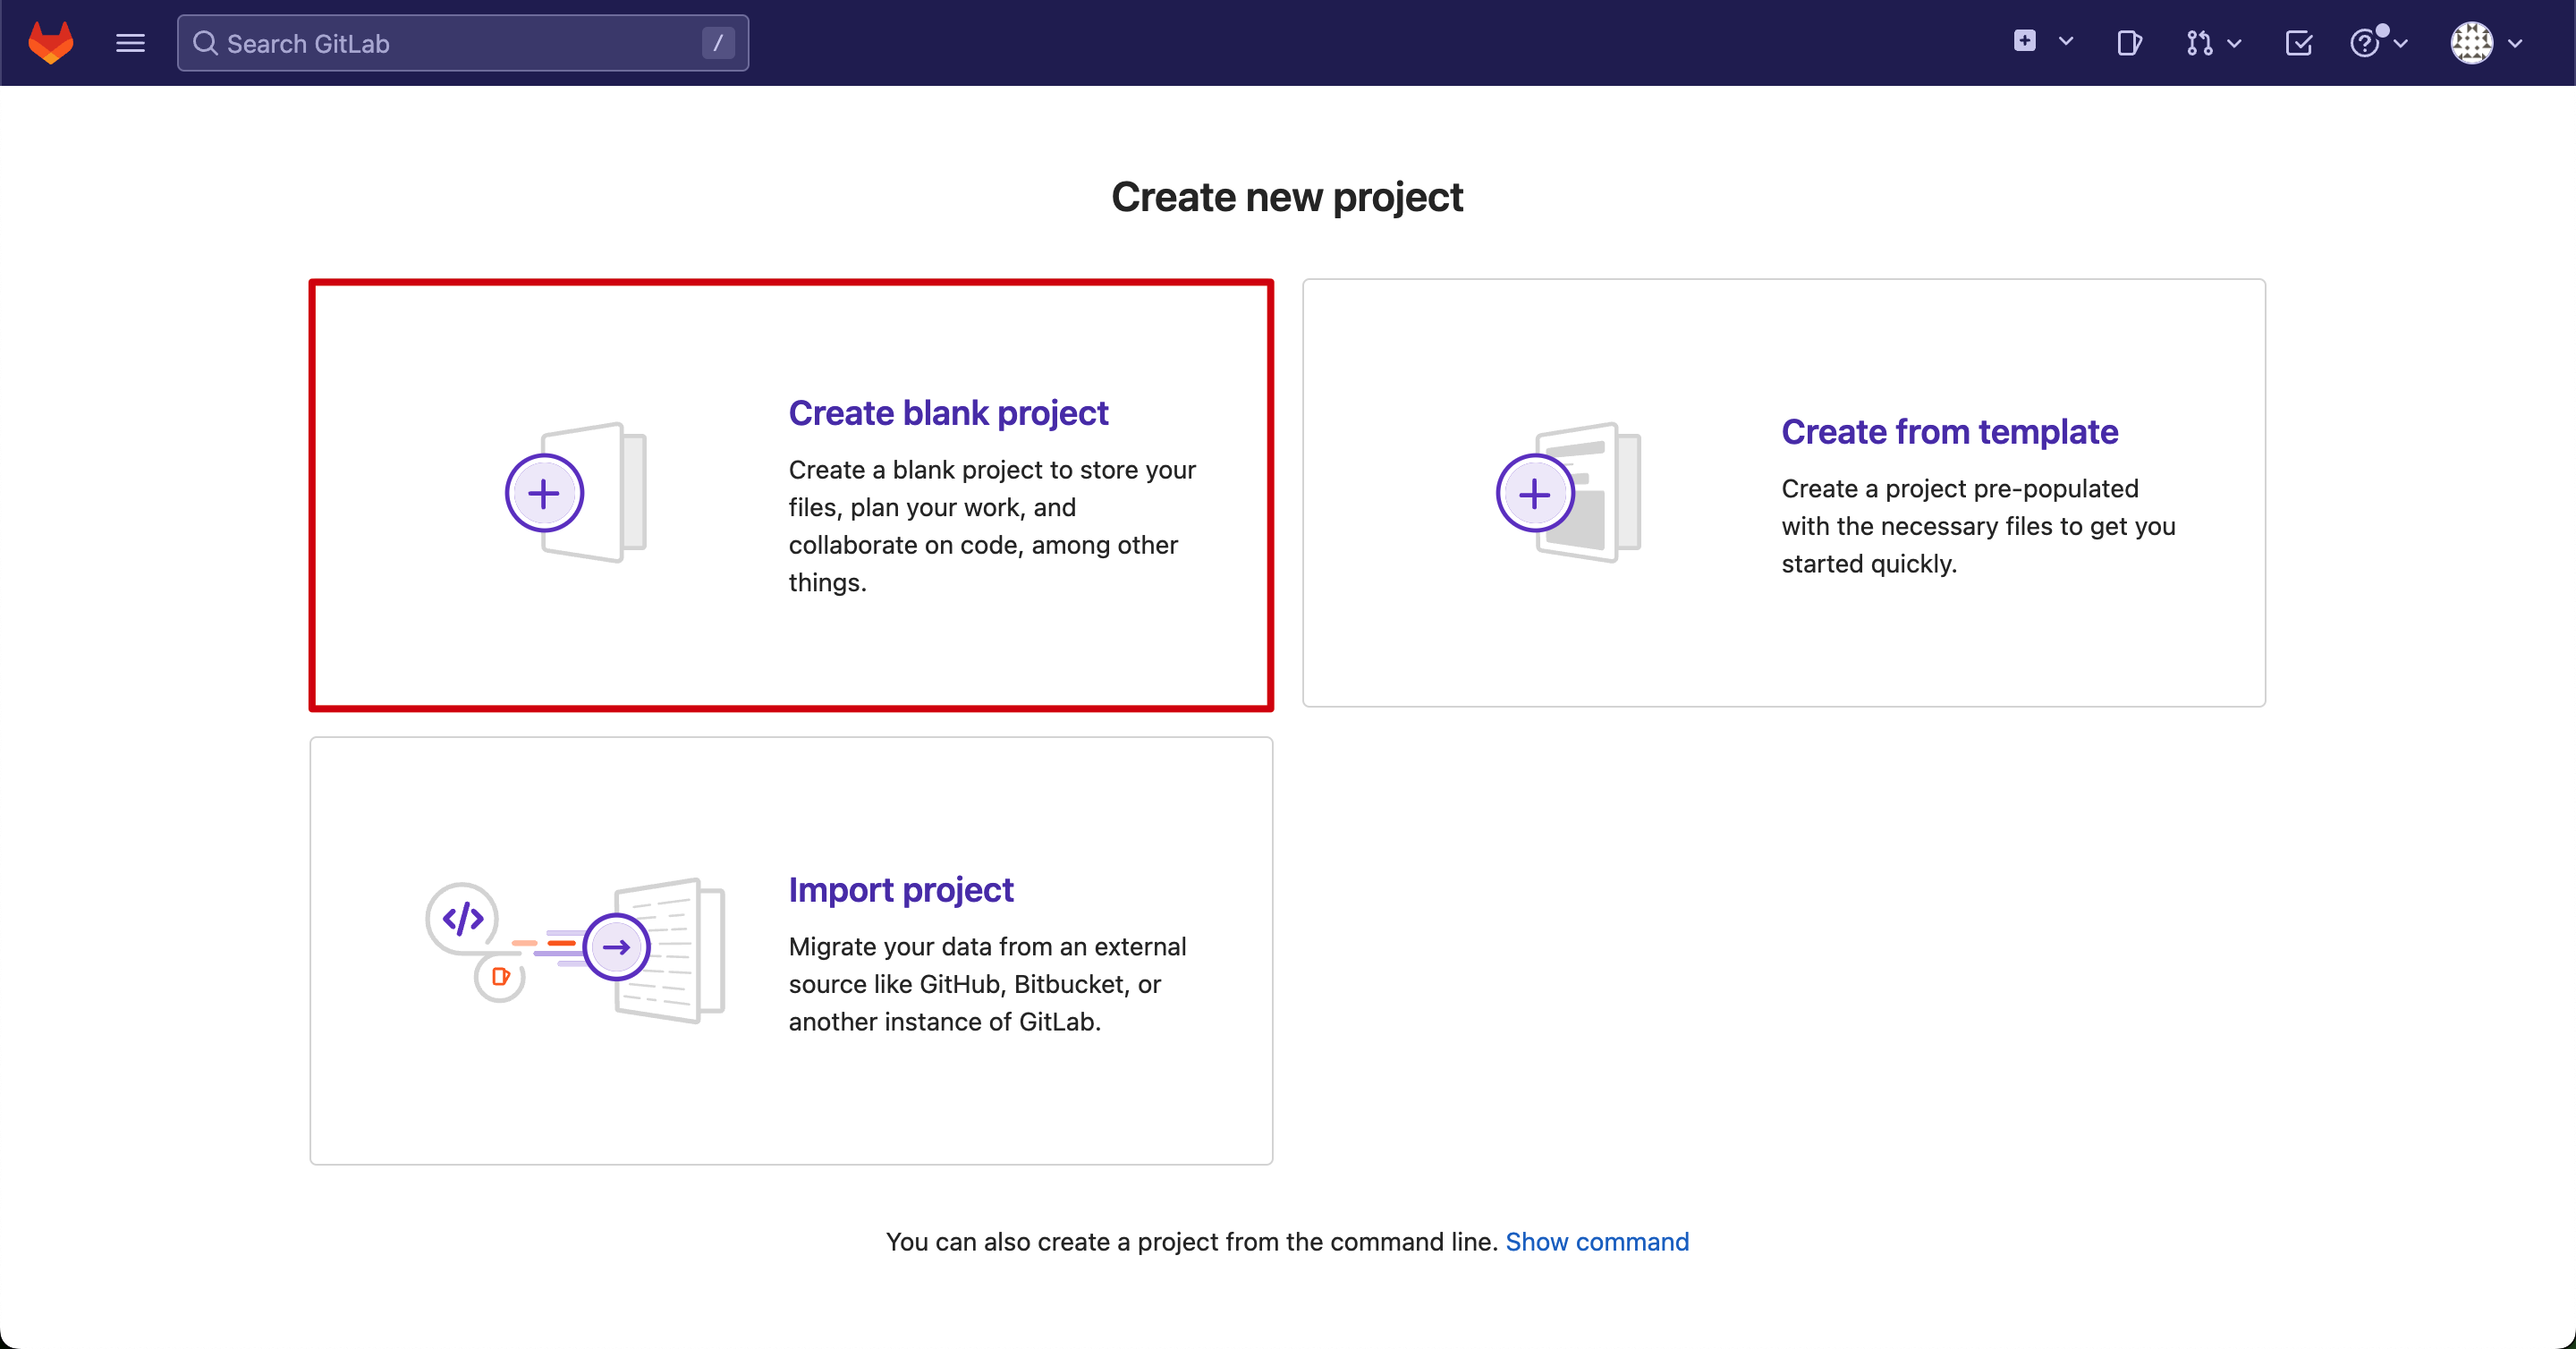 Search GitLab /
Create new project
Create blank project
Create a blank project to store your
files, plan your work, and
collaborate on code, among other
things.
Create from template
Create a project pre-populated
with the necessary files to get you
started quickly.
Import project
Migrate your data from an external
source like GitHub, Bitbucket, or
another instance of GitLab.
You can also create a project from the command line. Show command